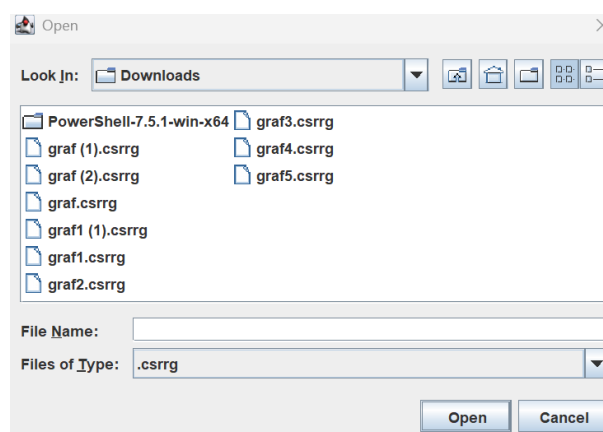 Open
Look In: Downloads
PowerShell-7.5.1-win-x64
graf (1).csrrg
graf (2).csrrg
graf.csrrg
graf1 (1).csrrg
graf1.csrrg
graf2.csrrg
graf3.csrrg
graf4.csrrg
graf5.csrrg
File Name:
Files of Type: .csrrg
Open Cancel